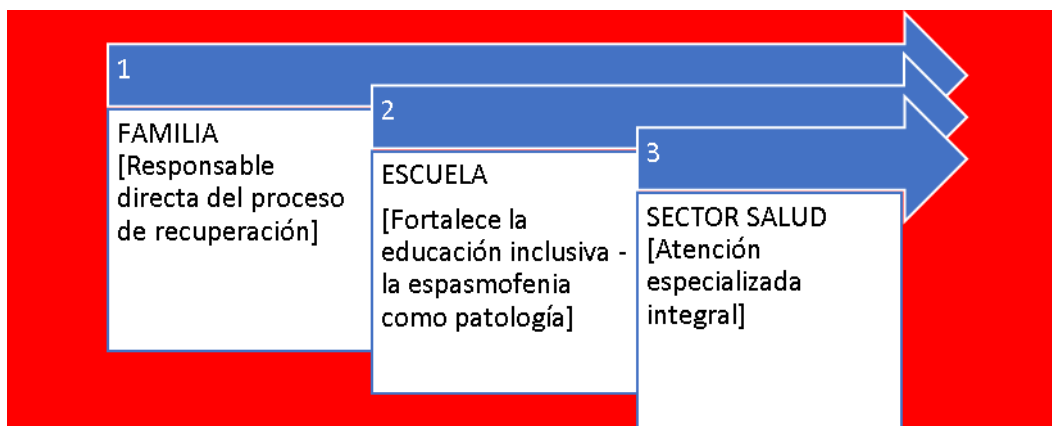 1
FAMILIA
[Responsable
directa del proceso
de recuperación]
2
ESCUELA
[Fortalece la
educación inclusiva -
la espasmofenia
como patología]
3
SECTOR SALUD
[Atención
especializada
integral]